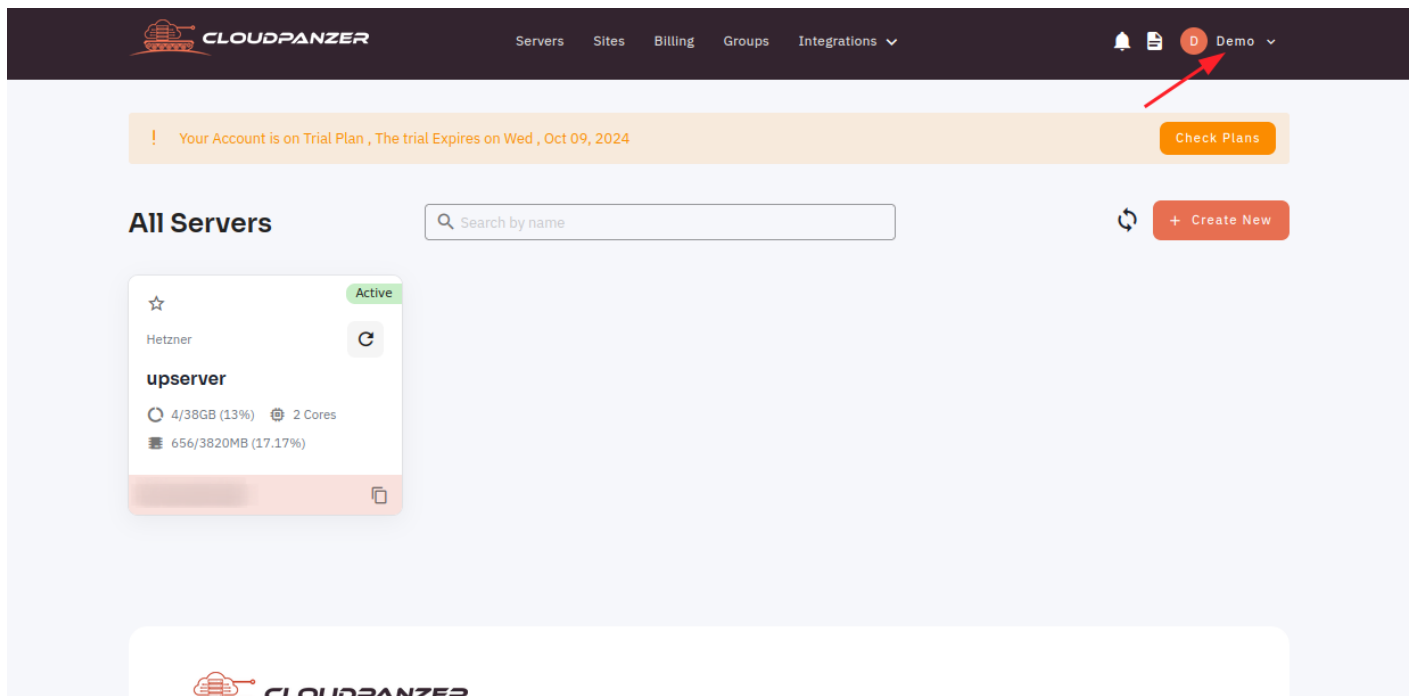 CLOUDPANZER Servers Sites Billing Groups Integrations D Demo
! Your Account is on Trial Plan , The trial Expires on Wed , Oct 09, 2024 Check Plans
All Servers Search by name + Create New
Active
Hetzner
upserver
4/38GB (13%) 2 Cores
656/3820MB (17.17%)
CLOUDPANZER